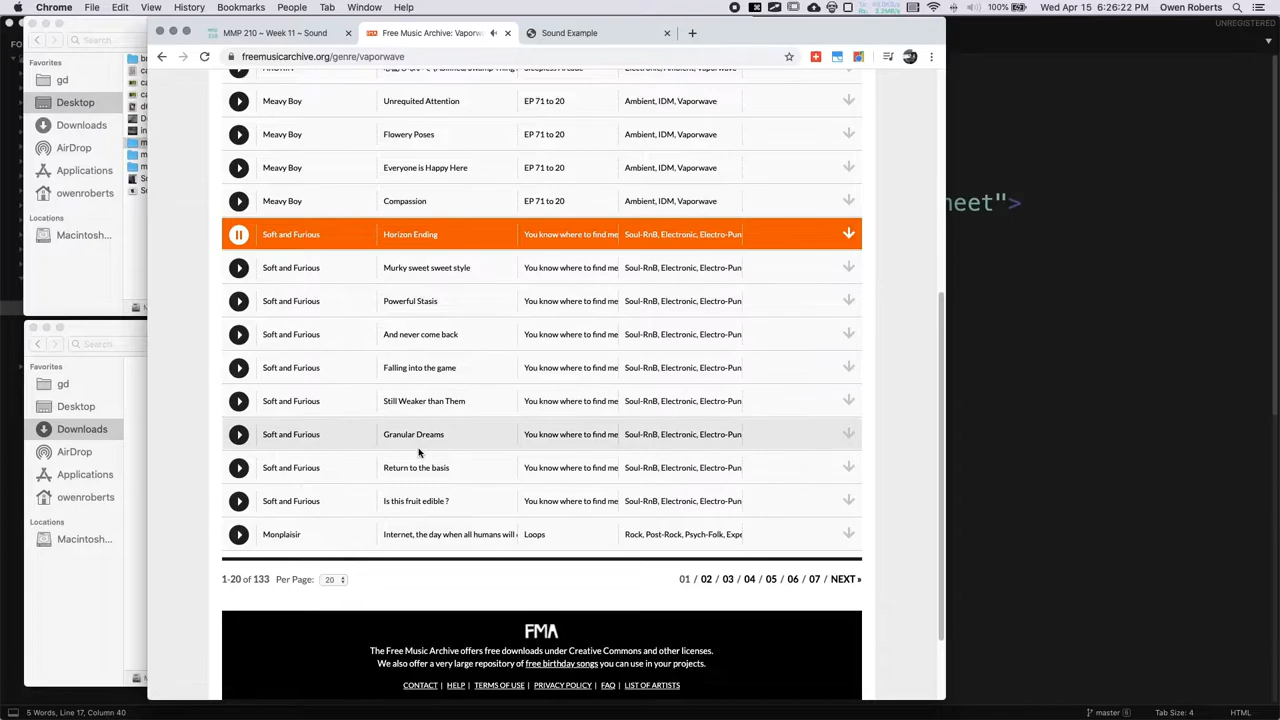 Chrome File Edit View History Bookmarks People Tab Window Help 100% Wed Apr 15 6:26:22 PM Owen Roberts
MMP 210 ~ Week 11 ~ Sound
Free Music Archive: Vaporw
Sound Example
UNREGISTERED
freemusicarchive.org/genre/vaporwave
Search
Favorites
gd
Desktop
Downloads
AirDrop
Applications
owenroberts
Locations
Macintosh...
Search
Favorites
gd
Desktop
Downloads
AirDrop
Applications
owenroberts
Locations
Macintosh...
Meavy Boy Unrequited Attention EP 71 to 20 Ambient, IDM, Vaporwave
Meavy Boy Flowery Poses EP 71 to 20 Ambient, IDM, Vaporwave
Meavy Boy Everyone is Happy Here EP 71 to 20 Ambient, IDM, Vaporwave
Meavy Boy Compassion EP 71 to 20 Ambient, IDM, Vaporwave
Soft and Furious Horizon Ending You know where to find me Soul-RnB, Electronic, Electro-Pun
Soft and Furious Murky sweet sweet style You know where to find me Soul-RnB, Electronic, Electro-Pun
Soft and Furious Powerful Stasis You know where to find me Soul-RnB, Electronic, Electro-Pun
Soft and Furious And never come back You know where to find me Soul-RnB, Electronic, Electro-Pun
Soft and Furious Falling into the game You know where to find me Soul-RnB, Electronic, Electro-Pun
Soft and Furious Still Weaker than Them You know where to find me Soul-RnB, Electronic, Electro-Pun
Soft and Furious Granular Dreams You know where to find me Soul-RnB, Electronic, Electro-Pun
Soft and Furious Return to the basis You know where to find me Soul-RnB, Electronic, Electro-Pun
Soft and Furious Is this fruit edible ? You know where to find me Soul-RnB, Electronic, Electro-Pun
Monplaisir Internet, the day when all humans will Loops Rock, Post-Rock, Psych-Folk, Expe
1-20 of 133 Per Page: 20 01 / 02 / 03 / 04 / 05 / 06 / 07 / NEXT »
FMA
The Free Music Archive offers free downloads under Creative Commons and other licenses.
We also offer a very large repository of free birthday songs you can use in your projects.
CONTACT | HELP | TERMS OF USE | PRIVACY POLICY | FAQ | LIST OF ARTISTS
heet">
5 Words, Line 17, Column 40 master 6 Tab Size: 4 HTML